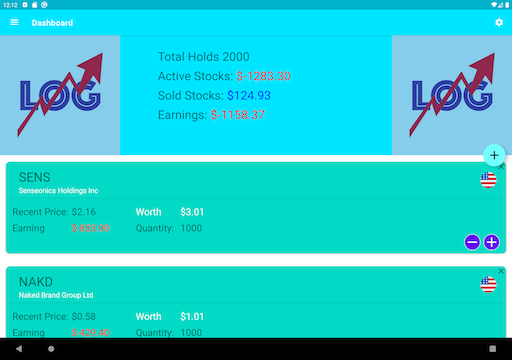 12:12
Dashboard
LOG
Total Holds 2000
Active Stocks: $-1283.30
Sold Stocks: $124.93
Earnings: $-1158.37
LOG
SENS
Senseonics Holdings Inc
Recent Price: $2.16 Worth $3.01
Earning Quantity: 1000
NAKD
Naked Brand Group Ltd
Recent Price: $0.58 Worth $1.01
Earning Quantity: 1000